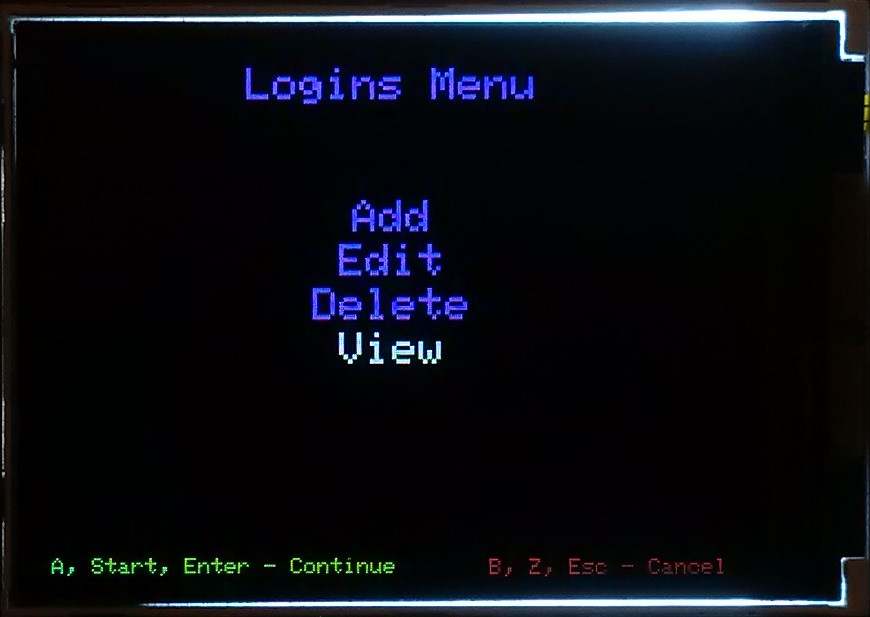 Logins Menu
Add
Edit
Delete
View
A, Start, Enter - Continue B, Z, Esc - Cancel